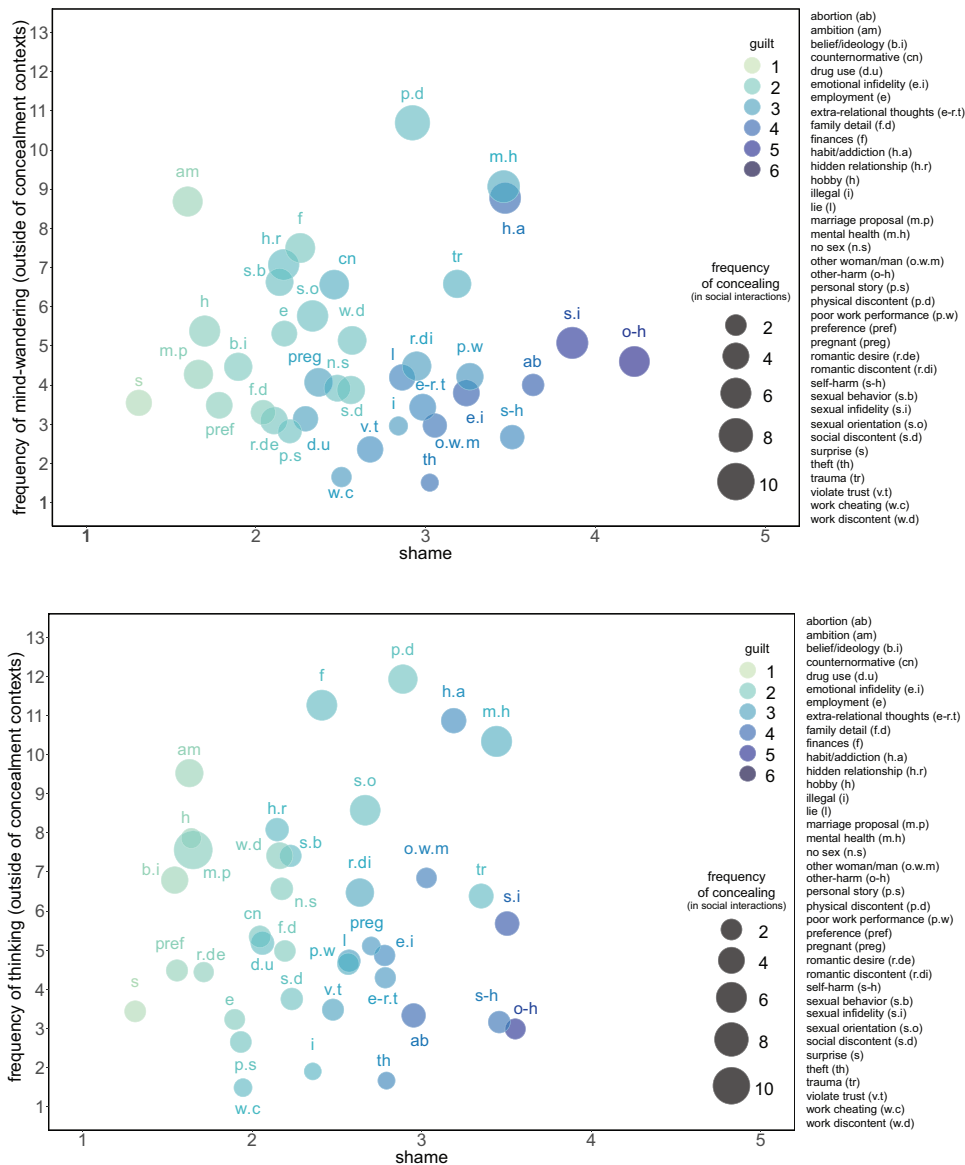 frequency of mind-wandering (outside of concealment contexts)
13
12
11
10
9
8
7
6
5
4
3
2
1
p.d
m.h
h.a
am
f
h.r
s.b
cn
tr
s.o
h
e
w.d
s.i
o-h
m.p
b.i
preg
n.s
l
r.di
p.w
ab
s
pref
f.d
r.de
p.s
d.u
s.d
v.t
i
e-r.t
e.i
o.w.m
s-h
w.c
th
1
2
3
4
5
shame
guilt
1
2
3
4
5
6
frequency
of concealing
(in social interactions)
2
4
6
8
10
abortion (ab)
ambition (am)
belief/ideology (b.i)
counternormative (cn)
drug use (d.u)
emotional infidelity (e.i)
employment (e)
extra-relational thoughts (e-r.t)
family detail (f.d)
finances (f)
habit/addiction (h.a)
hidden relationship (h.r)
hobby (h)
illegal (i)
lie (l)
marriage proposal (m.p)
mental health (m.h)
no sex (n.s)
other woman/man (o.w.m)
other-harm (o-h)
personal story (p.s)
physical discontent (p.d)
poor work performance (p.w)
preference (pref)
pregnant (preg)
romantic desire (r.de)
romantic discontent (r.di)
self-harm (s-h)
sexual behavior (s.b)
sexual infidelity (s.i)
sexual orientation (s.o)
social discontent (s.d)
surprise (s)
theft (th)
trauma (tr)
violate trust (v.t)
work cheating (w.c)
work discontent (w.d)
frequency of thinking (outside of concealment contexts)
13
12
11
10
9
8
7
6
5
4
3
2
1
p.d
f
h.a
m.h
am
s.o
h
h.r
w.d
s.b
b.i
m.p
n.s
r.di
o.w.m
tr
s.i
cn
d.u
f.d
preg
l
p.w
e.i
pref
r.de
s.d
e-r.t
s
e
v.t
ab
s-h
o-h
p.s
i
w.c
th
1
2
3
4
5
shame
guilt
1
2
3
4
5
6
frequency
of concealing
(in social interactions)
2
4
6
8
10
abortion (ab)
ambition (am)
belief/ideology (b.i)
counternormative (cn)
drug use (d.u)
emotional infidelity (e.i)
employment (e)
extra-relational thoughts (e-r.t)
family detail (f.d)
finances (f)
habit/addiction (h.a)
hidden relationship (h.r)
hobby (h)
illegal (i)
lie (l)
marriage proposal (m.p)
mental health (m.h)
no sex (n.s)
other woman/man (o.w.m)
other-harm (o-h)
personal story (p.s)
physical discontent (p.d)
poor work performance (p.w)
preference (pref)
pregnant (preg)
romantic desire (r.de)
romantic discontent (r.di)
self-harm (s-h)
sexual behavior (s.b)
sexual infidelity (s.i)
sexual orientation (s.o)
social discontent (s.d)
surprise (s)
theft (th)
trauma (tr)
violate trust (v.t)
work cheating (w.c)
work discontent (w.d)